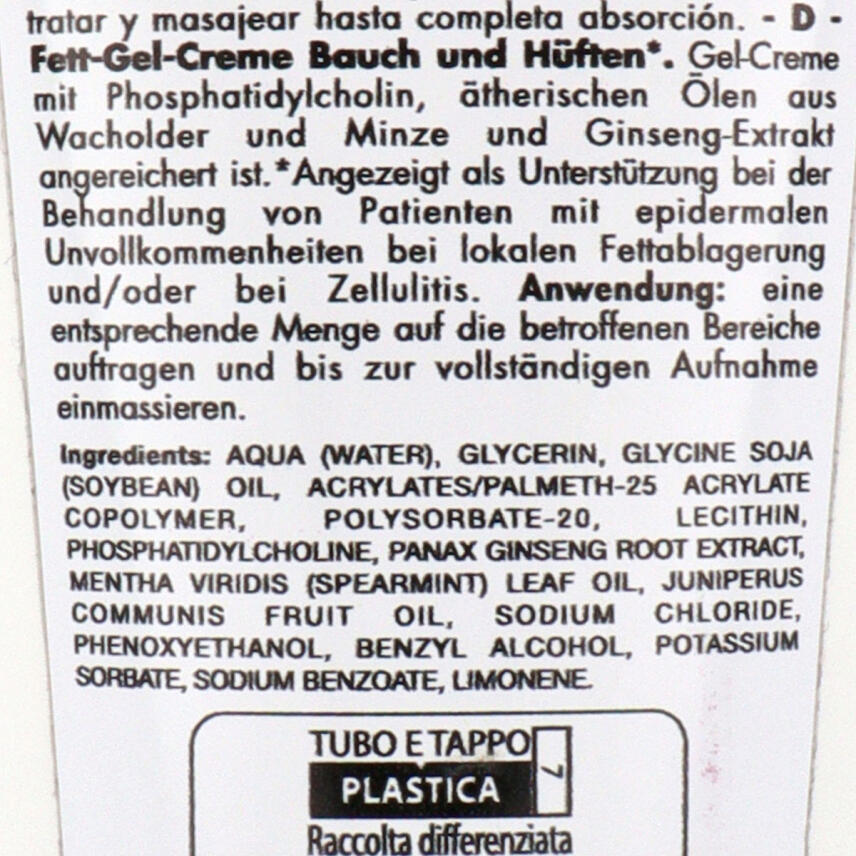 tratar y masajear hasta completa absorción. - D -
Fett-Gel-Creme Bauch und Hüften*. Gel-Creme
mit Phosphatidylcholin, ätherischen Ölen aus
Wacholder und Minze und Ginseng-Extrakt
angereichert ist.*Angezeigt als Unterstützung bei der
Behandlung von Patienten mit epidermalen
Unvollkommenheiten bei lokalen Fettablagerung
und/oder bei Zellulitis. Anwendung: eine
entsprechende Menge auf die betroffenen Bereiche
auftragen und bis zur vollständigen Aufnahme
einmassieren.
Ingredients: AQUA (WATER), GLYCERIN, GLYCINE SOJA
(SOYBEAN) OIL, ACRYLATES/PALMETH-25 ACRYLATE
COPOLYMER, POLYSORBATE-20, LECITHIN,
PHOSPHATIDYLCHOLINE, PANAX GINSENG ROOT EXTRACT,
MENTHA VIRIDIS (SPEARMINT) LEAF OIL, JUNIPERUS
COMMUNIS FRUIT OIL, SODIUM CHLORIDE,
PHENOXYETHANOL, BENZYL ALCOHOL, POTASSIUM
SORBATE, SODIUM BENZOATE, LIMONENE.
TUBO E TAPPO 7
PLASTICA
Raccolta differenziata